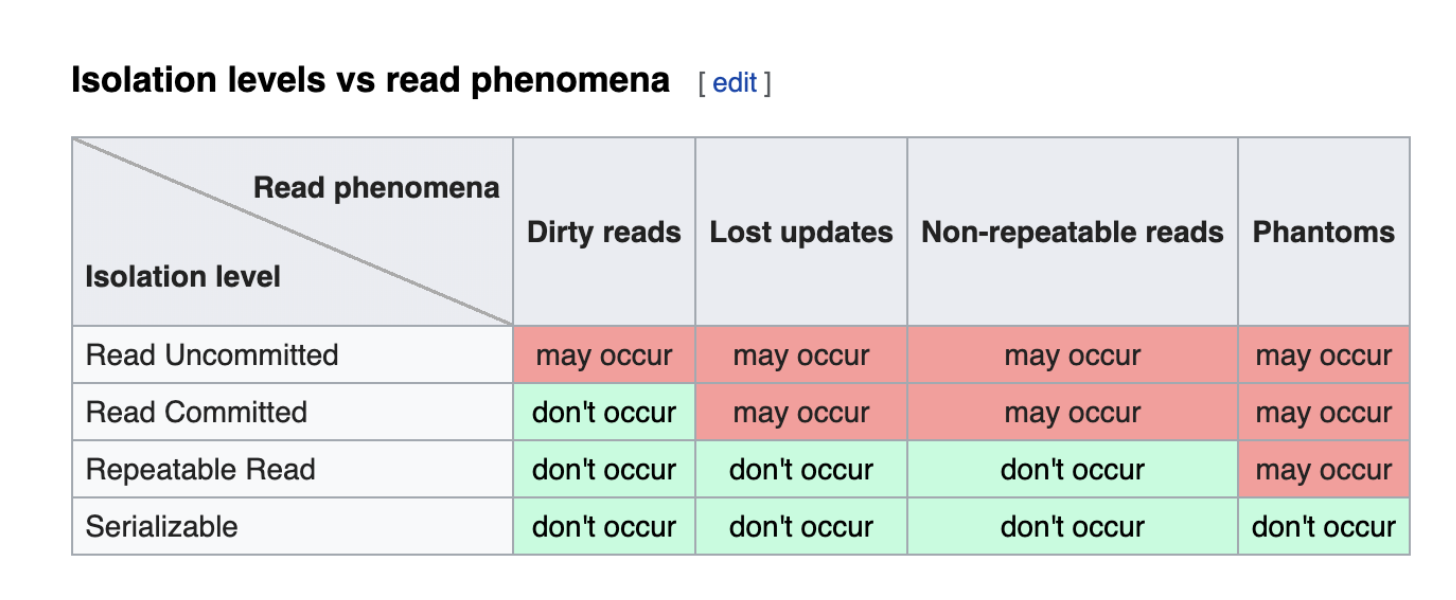 Isolation levels vs read phenomena [ edit ]
Read phenomena
Isolation level
Dirty reads Lost updates Non-repeatable reads Phantoms
Read Uncommitted may occur may occur may occur may occur
Read Committed don't occur may occur may occur may occur
Repeatable Read don't occur don't occur don't occur may occur
Serializable don't occur don't occur don't occur don't occur